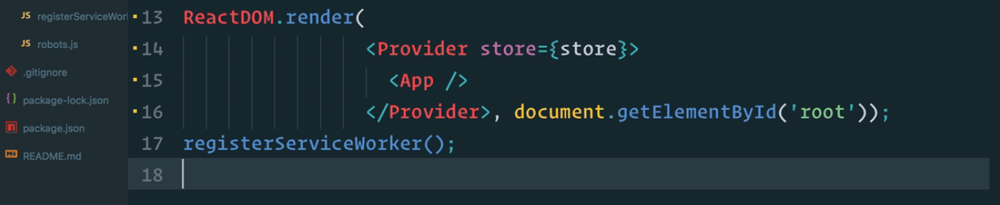 JS registerServiceWorl
JS robots.js
.gitignore
{} package-lock.json
package.json
README.md
13 ReactDOM.render(
14 <Provider store={store}>
15 <App />
16 </Provider>, document.getElementById('root'));
17 registerServiceWorker();
18